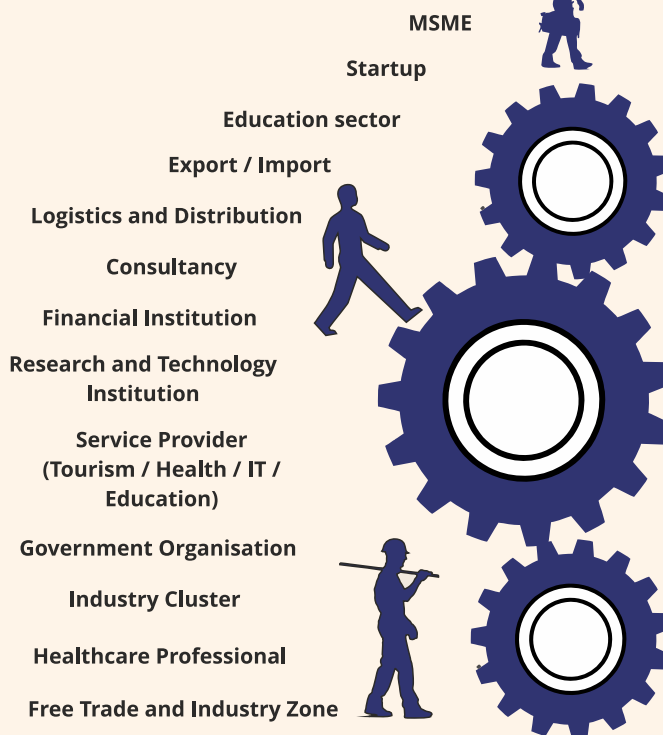 MSME
Startup
Education sector
Export / Import
Logistics and Distribution
Consultancy
Financial Institution
Research and Technology
Institution
Service Provider
(Tourism / Health / IT /
Education)
Government Organisation
Industry Cluster
Healthcare Professional
Free Trade and Industry Zone